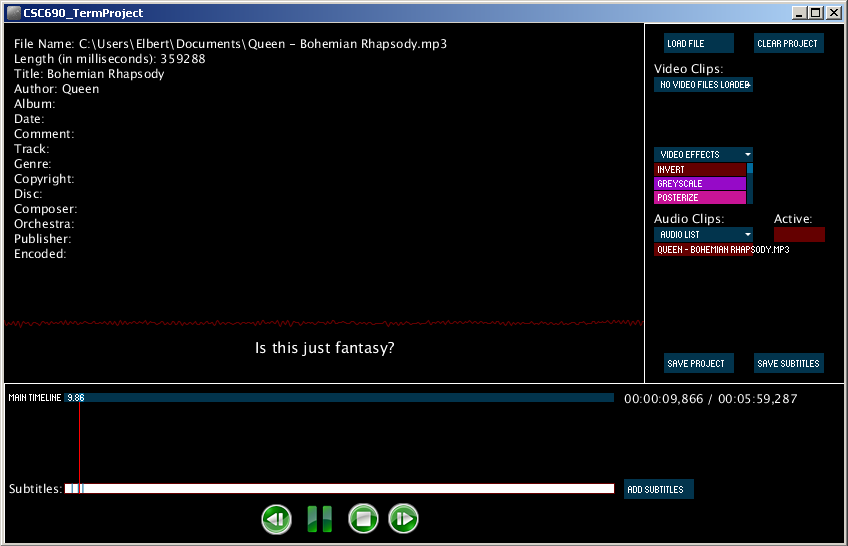 CSC690_TermProject
File Name: C:\Users\Elbert\Documents\Queen - Bohemian Rhapsody.mp3
Length (in milliseconds): 359288
Title: Bohemian Rhapsody
Author: Queen
Album:
Date:
Comment:
Track:
Genre:
Copyright:
Disc:
Composer:
Orchestra:
Publisher:
Encoded:
Is this just fantasy?
LOAD FILE
CLEAR PROJECT
Video Clips:
NO VIDEO FILES LOADED
VIDEO EFFECTS
INVERT
GREYSCALE
POSTERIZE
Audio Clips:
Active:
AUDIO LIST
QUEEN - BOHEMIAN RHAPSODY.MP3
SAVE PROJECT
SAVE SUBTITLES
MAIN TIMELINE
9.86
00:00:09,866 / 00:05:59,287
Subtitles:
ADD SUBTITLES